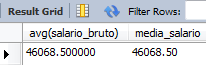 Result Grid Filter Rows:
avg(salario_bruto) media_salario
46068.500000 46068.50